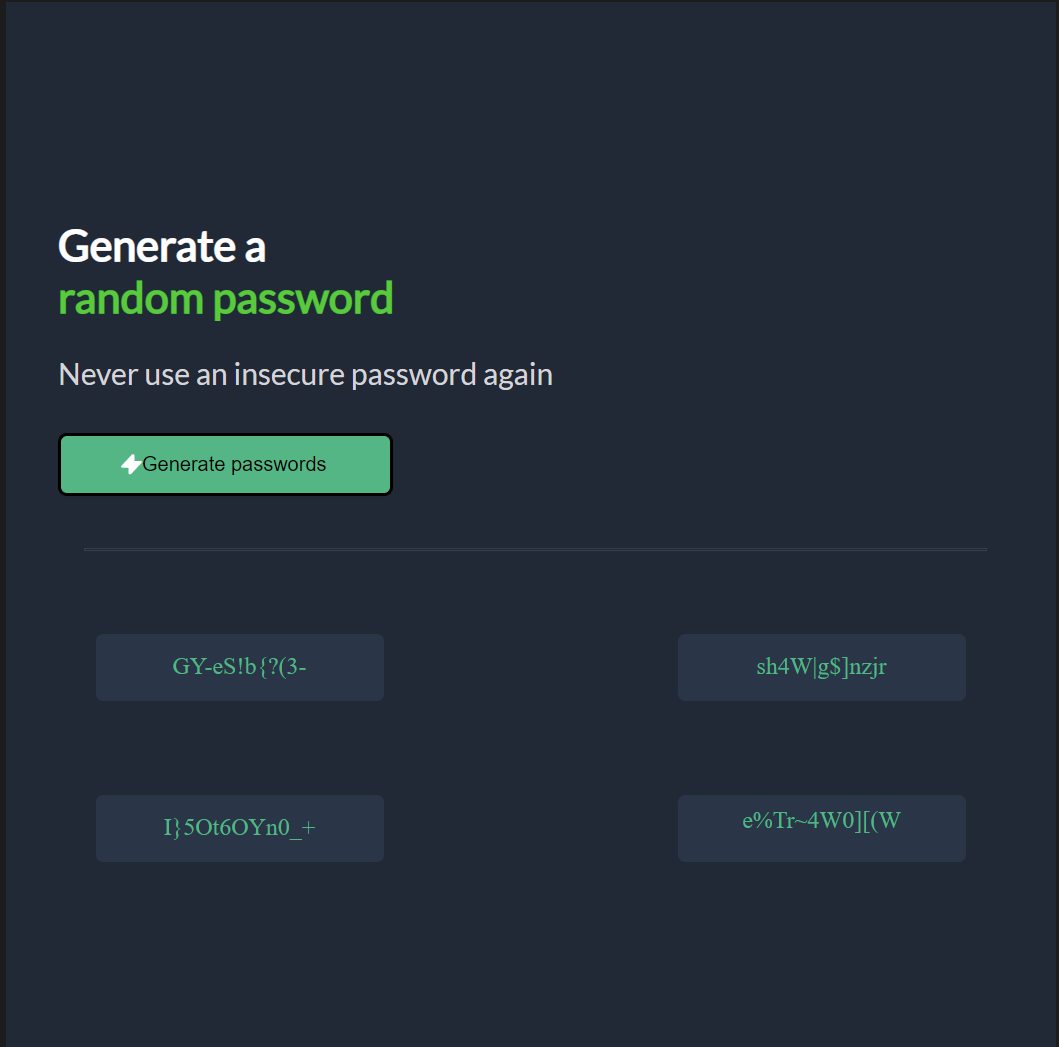 Generate a
random password
Never use an insecure password again
Generate passwords
GY-eS!b{?(3-
sh4W|g$]nzjr
I}5Ot6OYn0_+
e%Tr~4W0][(W